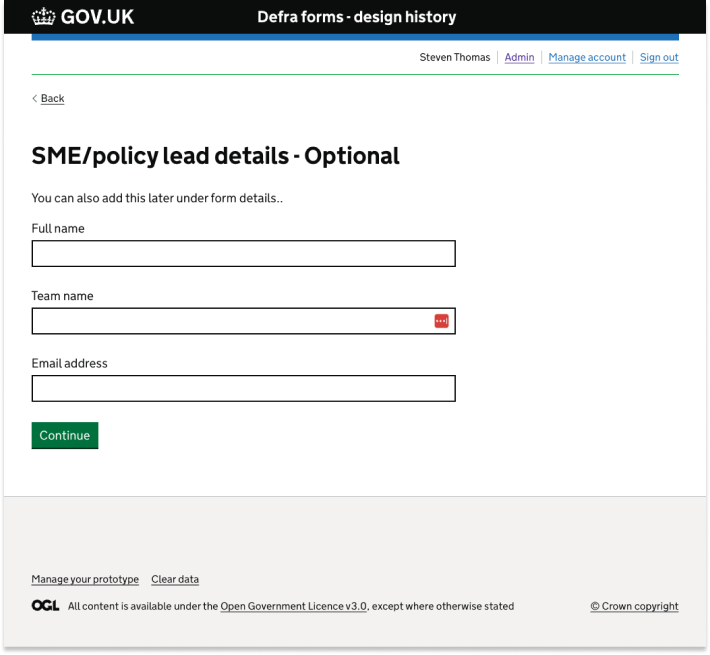 GOV.UK Defra forms - design history
Steven Thomas Admin Manage account Sign out
Back
SME/policy lead details - Optional
You can also add this later under form details..
Full name
Team name
Email address
Continue
Manage your prototype Clear data
OGL All content is available under the Open Government Licence v3.0, except where otherwise stated © Crown copyright